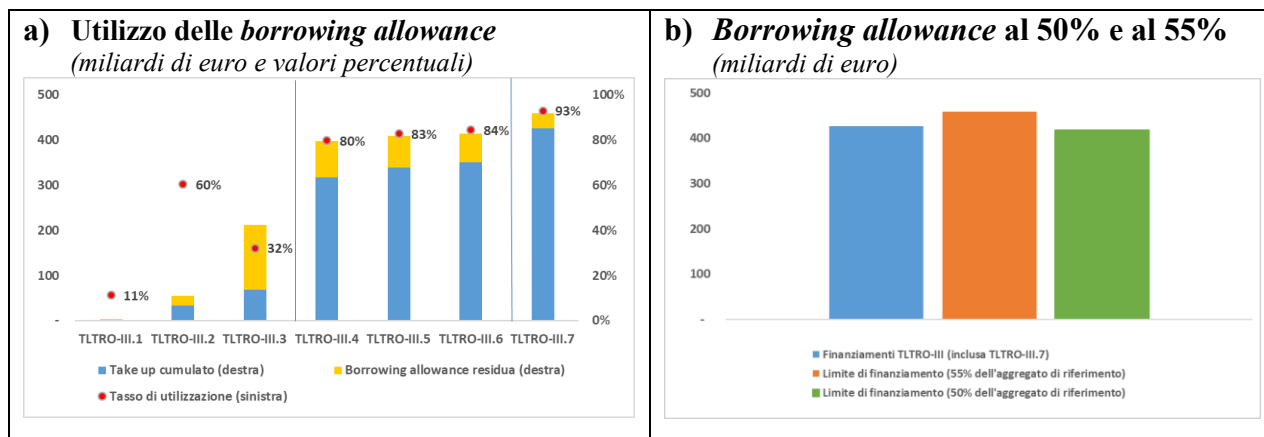 a) Utilizzo delle borrowing allowance
(miliardi di euro e valori percentuali)
500
400
300
200
100
-
100%
80%
60%
40%
20%
0%
11%
60%
32%
80%
83%
84%
93%
TLTRO-III.1 TLTRO-III.2 TLTRO-III.3 TLTRO-III.4 TLTRO-III.5 TLTRO-III.6 TLTRO-III.7
Take up cumulato (destra) Borrowing allowance residua (destra)
Tasso di utilizzazione (sinistra)
b) Borrowing allowance al 50% e al 55%
(miliardi di euro)
500
400
300
200
100
-
Finanziamenti TLTRO-III (inclusa TLTRO-III.7)
Limite di finanziamento (55% dell'aggregato di riferimento)
Limite di finanziamento (50% dell'aggregato di riferimento)